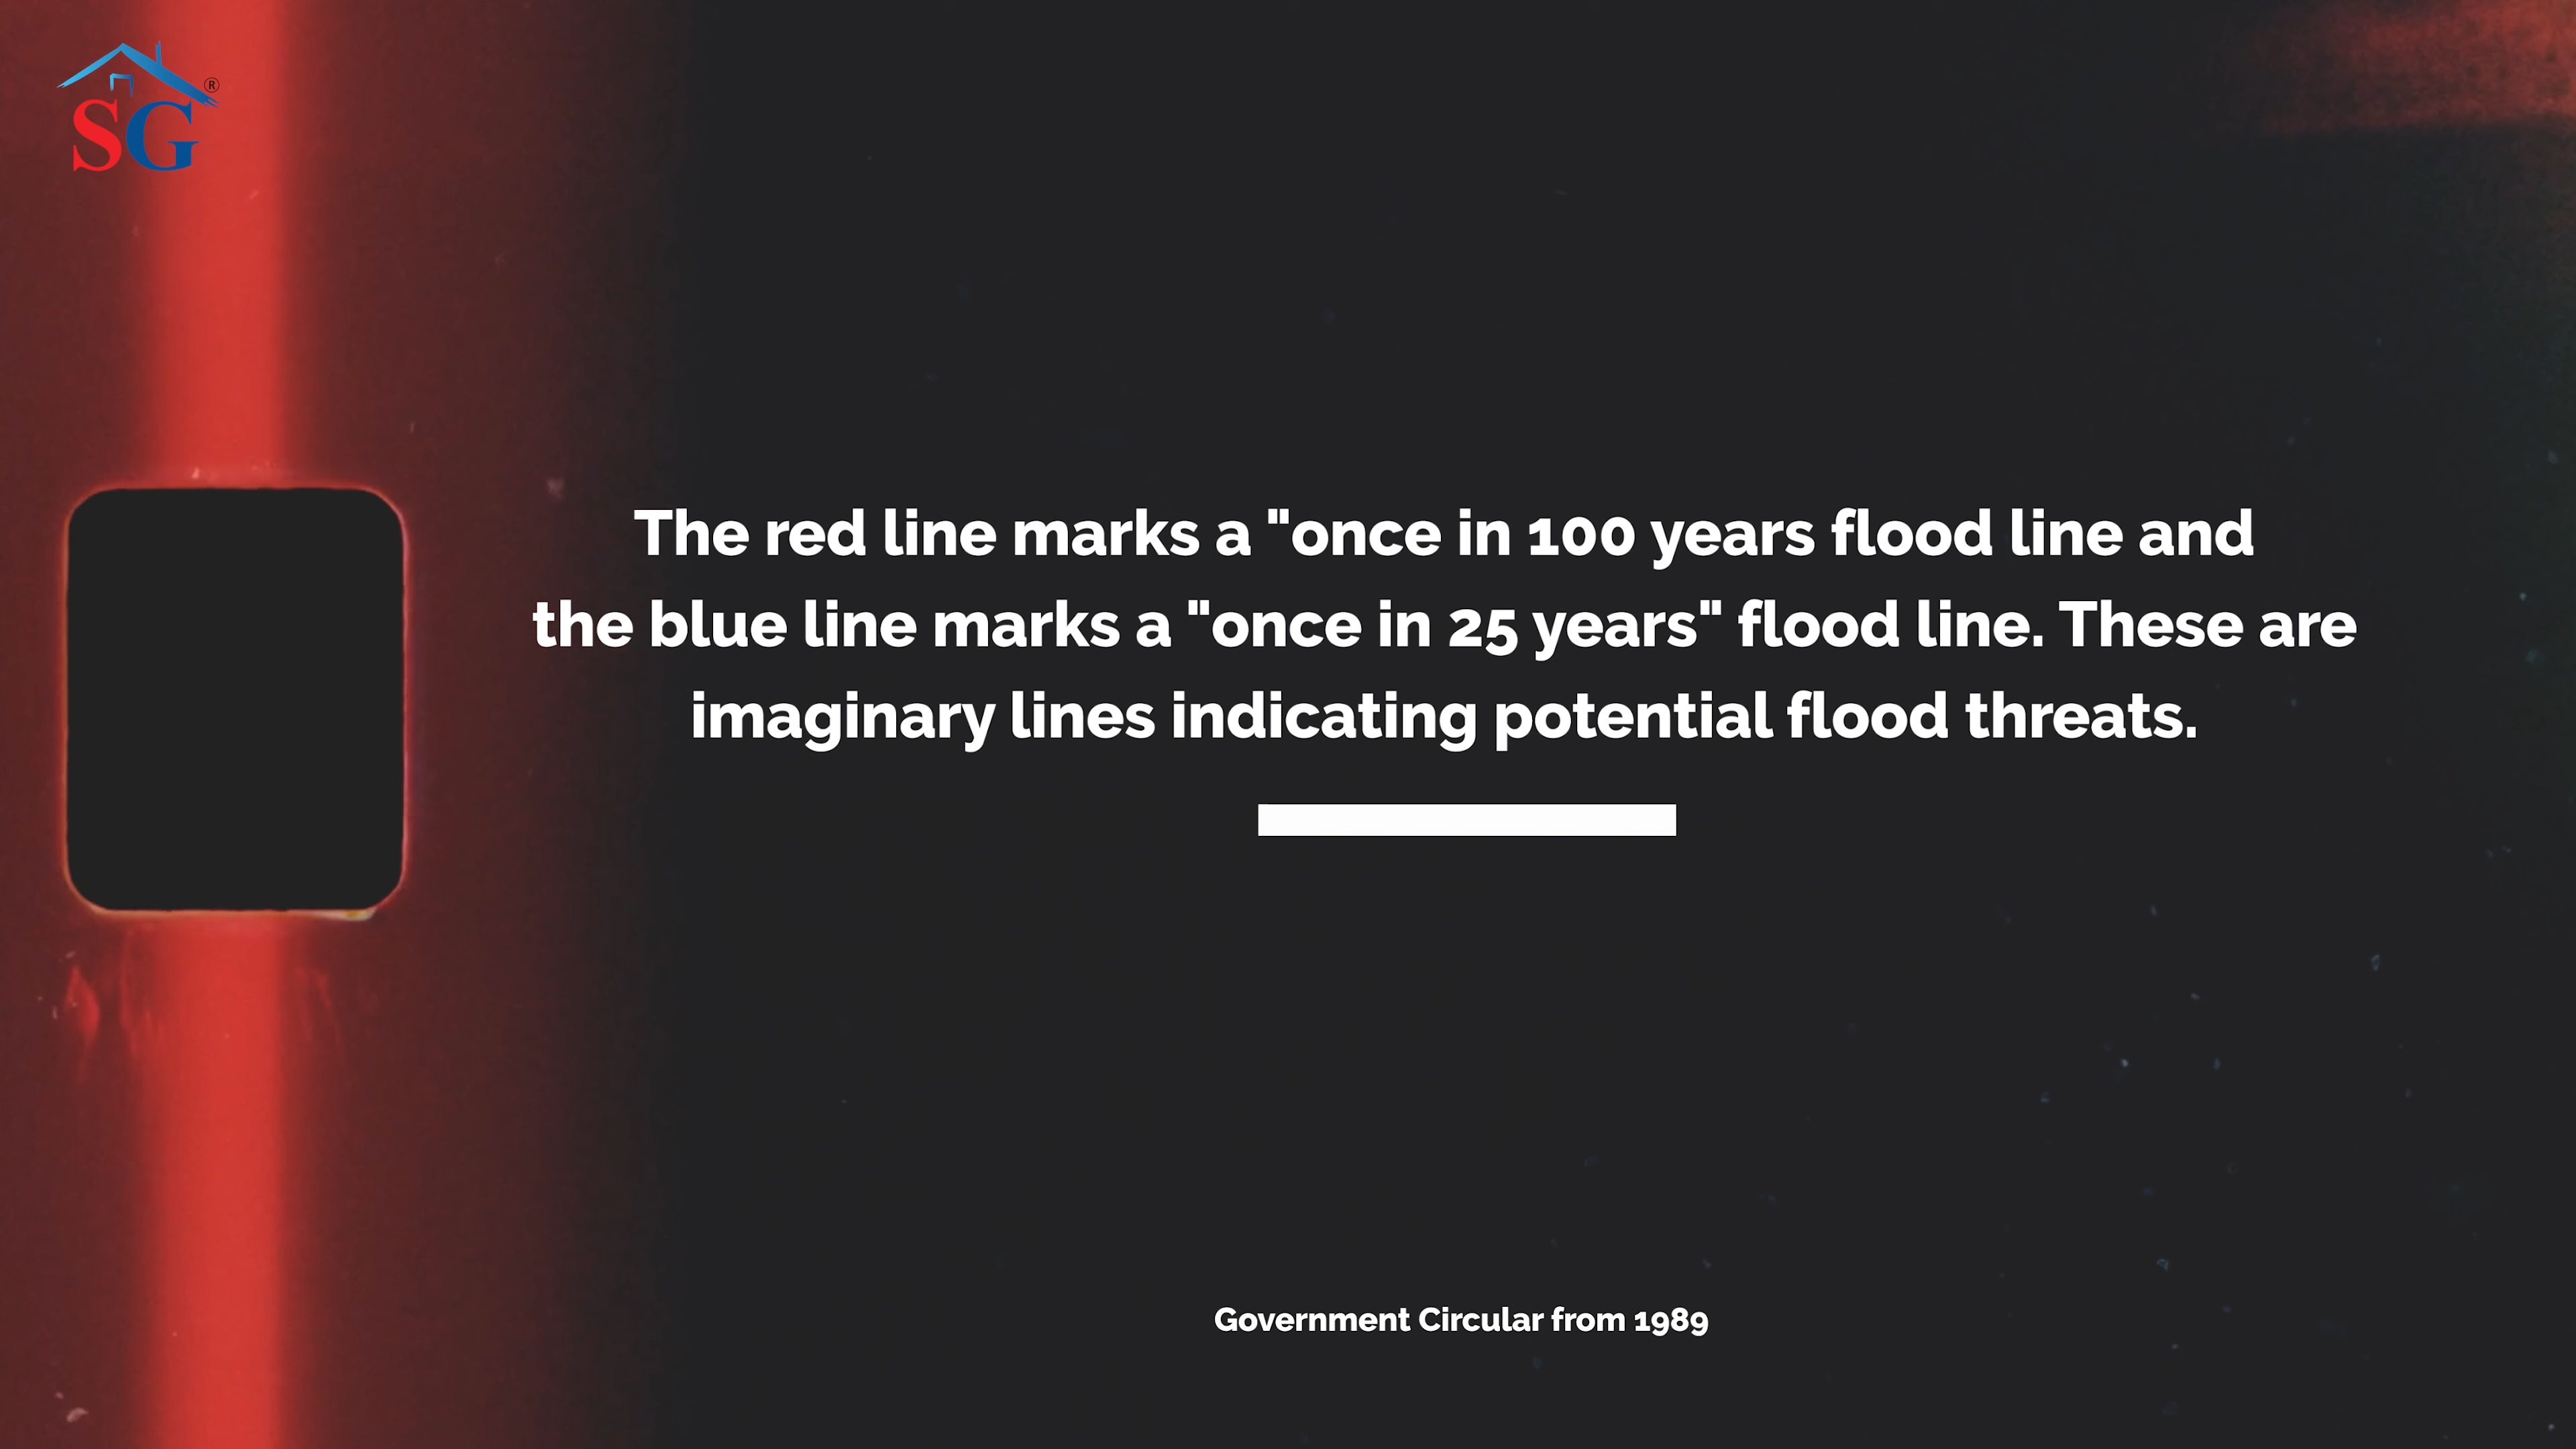 SG®
The red line marks a "once in 100 years flood line and
the blue line marks a "once in 25 years" flood line. These are
imaginary lines indicating potential flood threats.
Government Circular from 1989